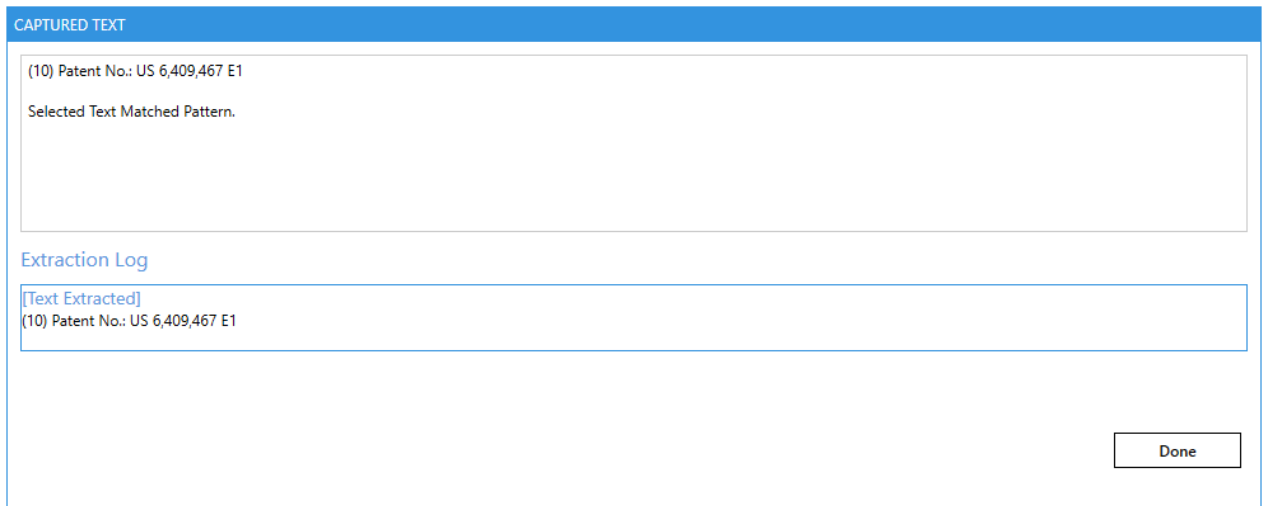 CAPTURED TEXT
(10) Patent No.: US 6,409,467 E1
Selected Text Matched Pattern.
Extraction Log
[Text Extracted]
(10) Patent No.: US 6,409,467 E1
Done